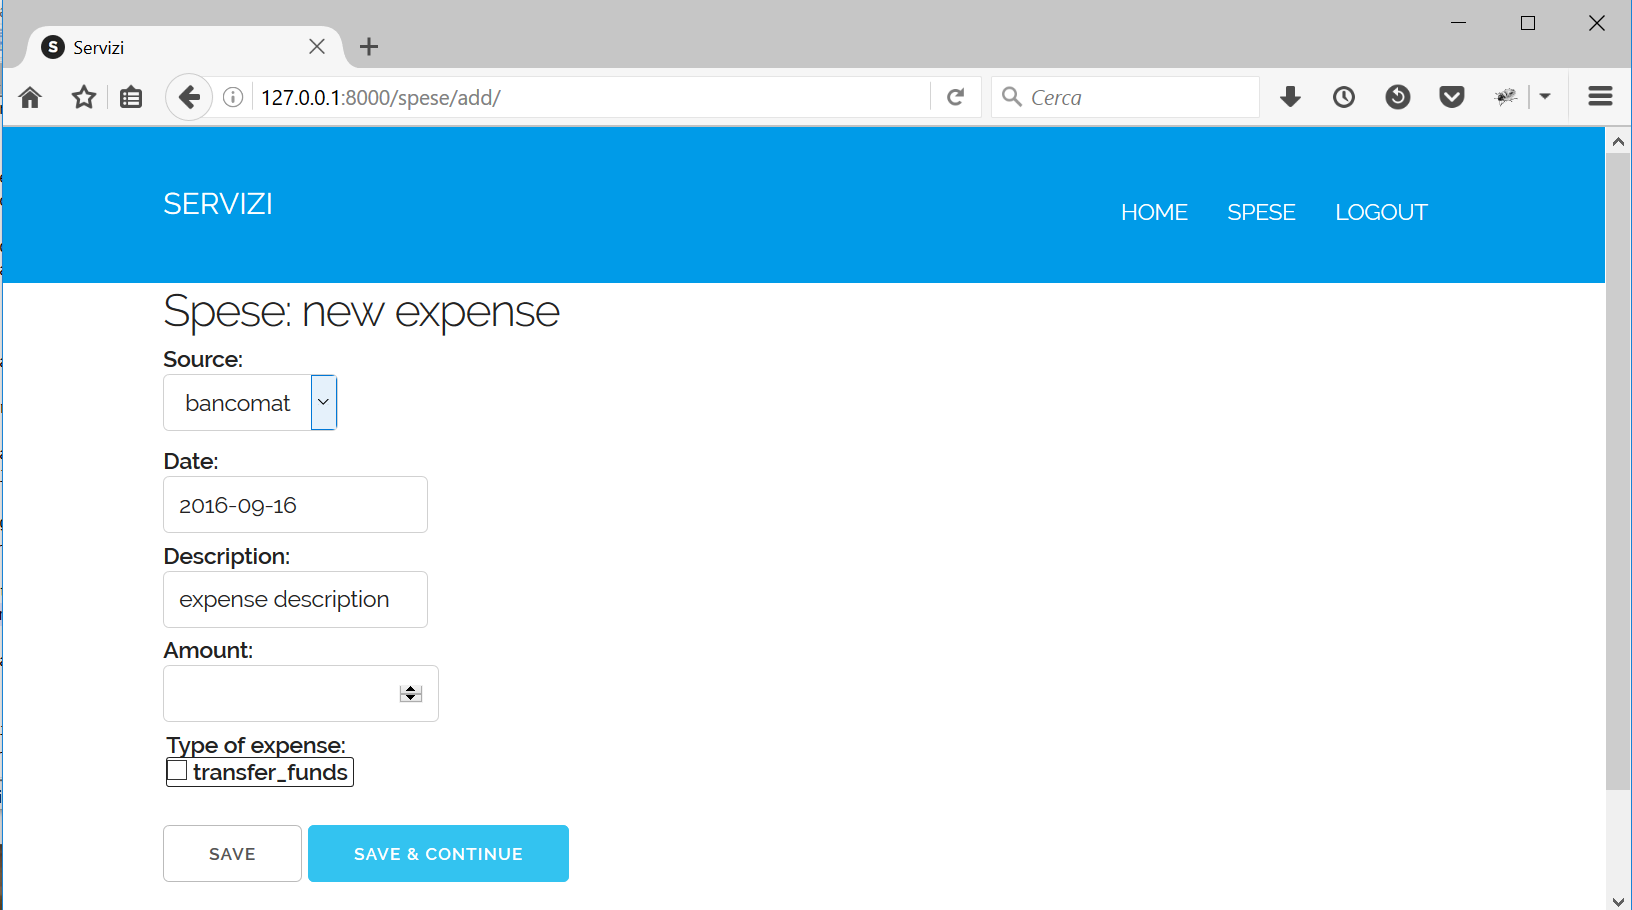 S Servizi
127.0.0.1:8000/spese/add/
Cerca
SERVIZI
HOME SPESE LOGOUT
Spese: new expense
Source:
bancomat
Date:
2016-09-16
Description:
expense description
Amount:
Type of expense:
transfer_funds
SAVE SAVE & CONTINUE